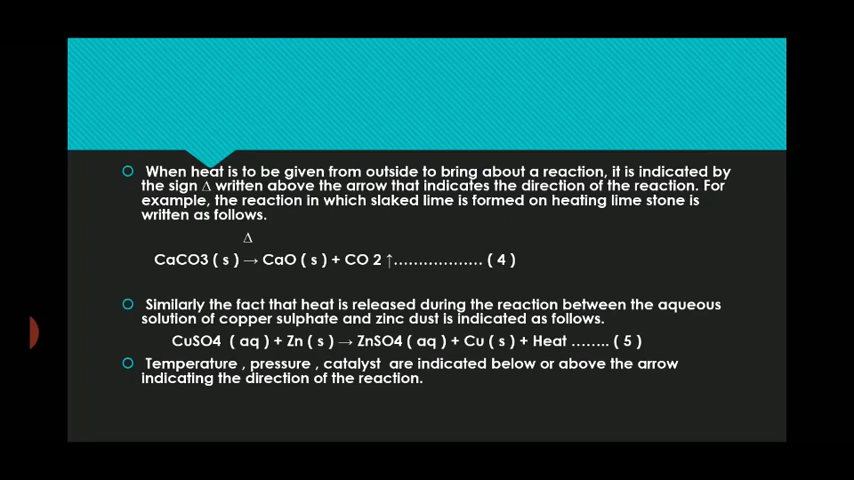 When heat is to be given from outside to bring about a reaction, it is indicated by
the sign Δ written above the arrow that indicates the direction of the reaction. For
example, the reaction in which slaked lime is formed on heating lime stone is
written as follows.
Δ
CaCO3 ( s ) → CaO ( s ) + CO 2 ↑.................. ( 4 )
Similarly the fact that heat is released during the reaction between the aqueous
solution of copper sulphate and zinc dust is indicated as follows.
CuSO4 ( aq ) + Zn ( s ) → ZnSO4 ( aq ) + Cu ( s ) + Heat ........ ( 5 )
Temperature , pressure , catalyst are indicated below or above the arrow
indicating the direction of the reaction.